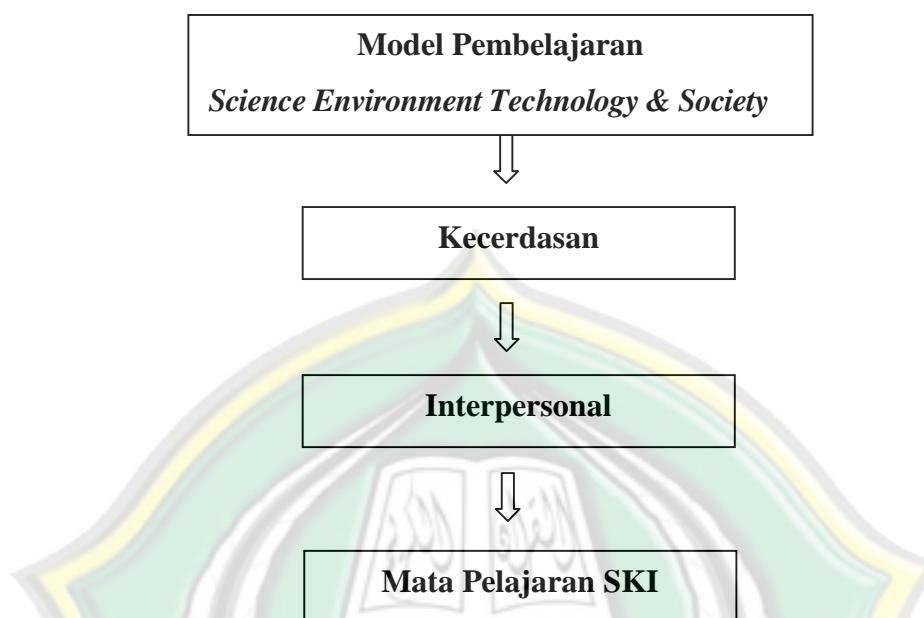 Model Pembelajaran
Science Environment Technology & Society
Kecerdasan
Interpersonal
Mata Pelajaran SKI